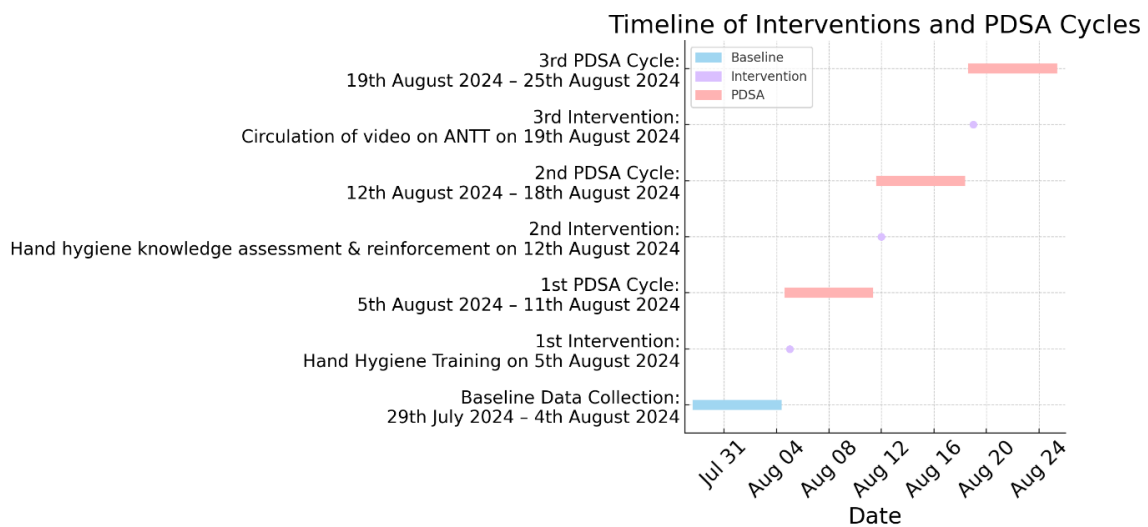 Timeline of Interventions and PDSA Cycles
3rd PDSA Cycle:
19th August 2024 – 25th August 2024
3rd Intervention:
Circulation of video on ANTT on 19th August 2024
2nd PDSA Cycle:
12th August 2024 – 18th August 2024
2nd Intervention:
Hand hygiene knowledge assessment & reinforcement on 12th August 2024
1st PDSA Cycle:
5th August 2024 – 11th August 2024
1st Intervention:
Hand Hygiene Training on 5th August 2024
Baseline Data Collection:
29th July 2024 – 4th August 2024
Baseline
Intervention
PDSA
Jul 31
Aug 04
Aug 08
Aug 12
Aug 16
Aug 20
Aug 24
Date